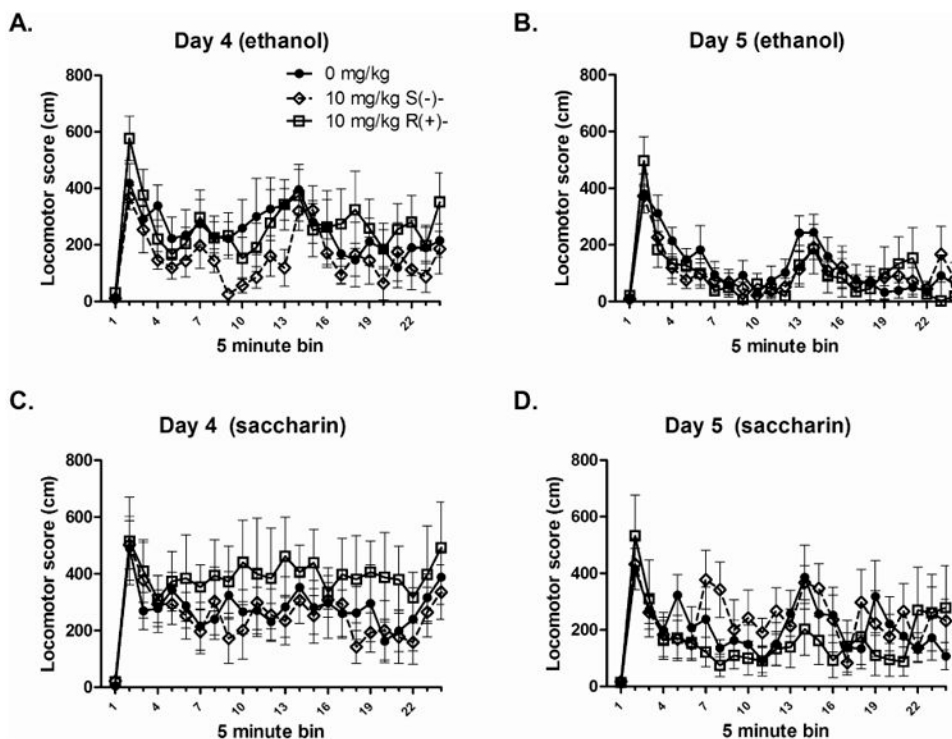 A.
Day 4 (ethanol)
Locomotor score (cm)
800
600
400
200
0
0 mg/kg
10 mg/kg S(-)-
10 mg/kg R(+)-
1 4 7 10 13 16 19 22
5 minute bin
B.
Day 5 (ethanol)
Locomotor score (cm)
800
600
400
200
0
1 4 7 10 13 16 19 22
5 minute bin
C.
Day 4 (saccharin)
Locomotor score (cm)
800
600
400
200
0
1 4 7 10 13 16 19 22
5 minute bin
D.
Day 5 (saccharin)
Locomotor score (cm)
800
600
400
200
0
1 4 7 10 13 16 19 22
5 minute bin